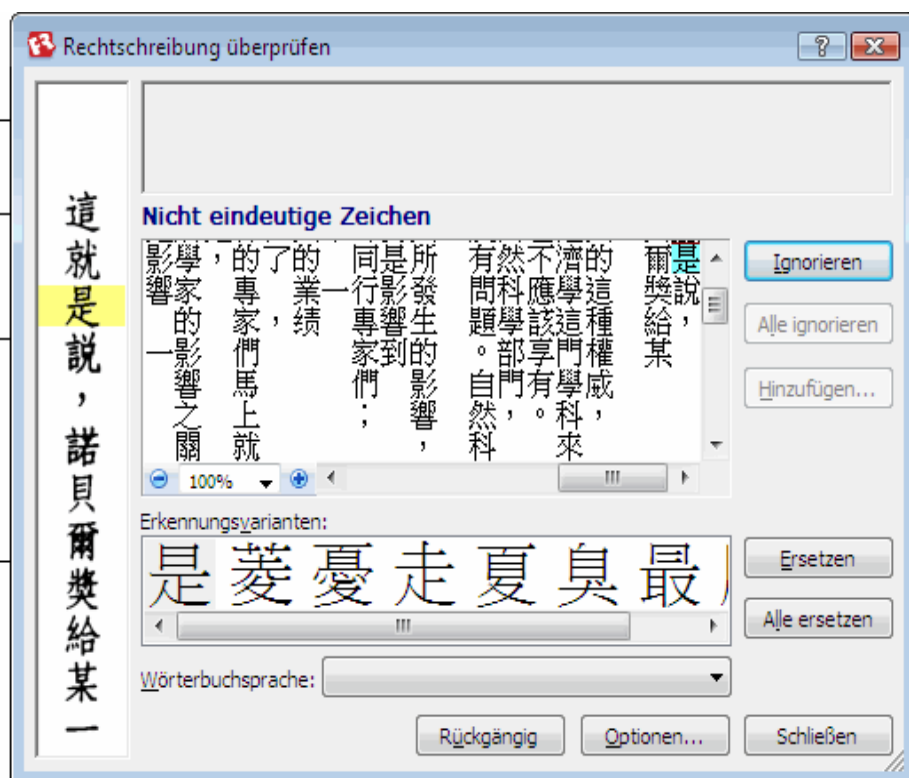 Rechtschreibung überprüfen
這就是説，諾貝爾獎給某一
Nicht eindeutige Zeichen
是說，
爾獎給某
的這種權威，
濟學這門學科來
不應該享有。
然科學部門，
有問題。自然科
所發生的影響，
是影響到
同行專家們；
一
的業绩
了，
的專家們馬上就
，
學家的影響之關
影響一
100%
Ignorieren
Alle ignorieren
Hinzufügen...
Erkennungsvarianten:
是菱憂走夏臭最
Ersetzen
Alle ersetzen
Wörterbuchsprache:
Rückgängig Optionen... Schließen